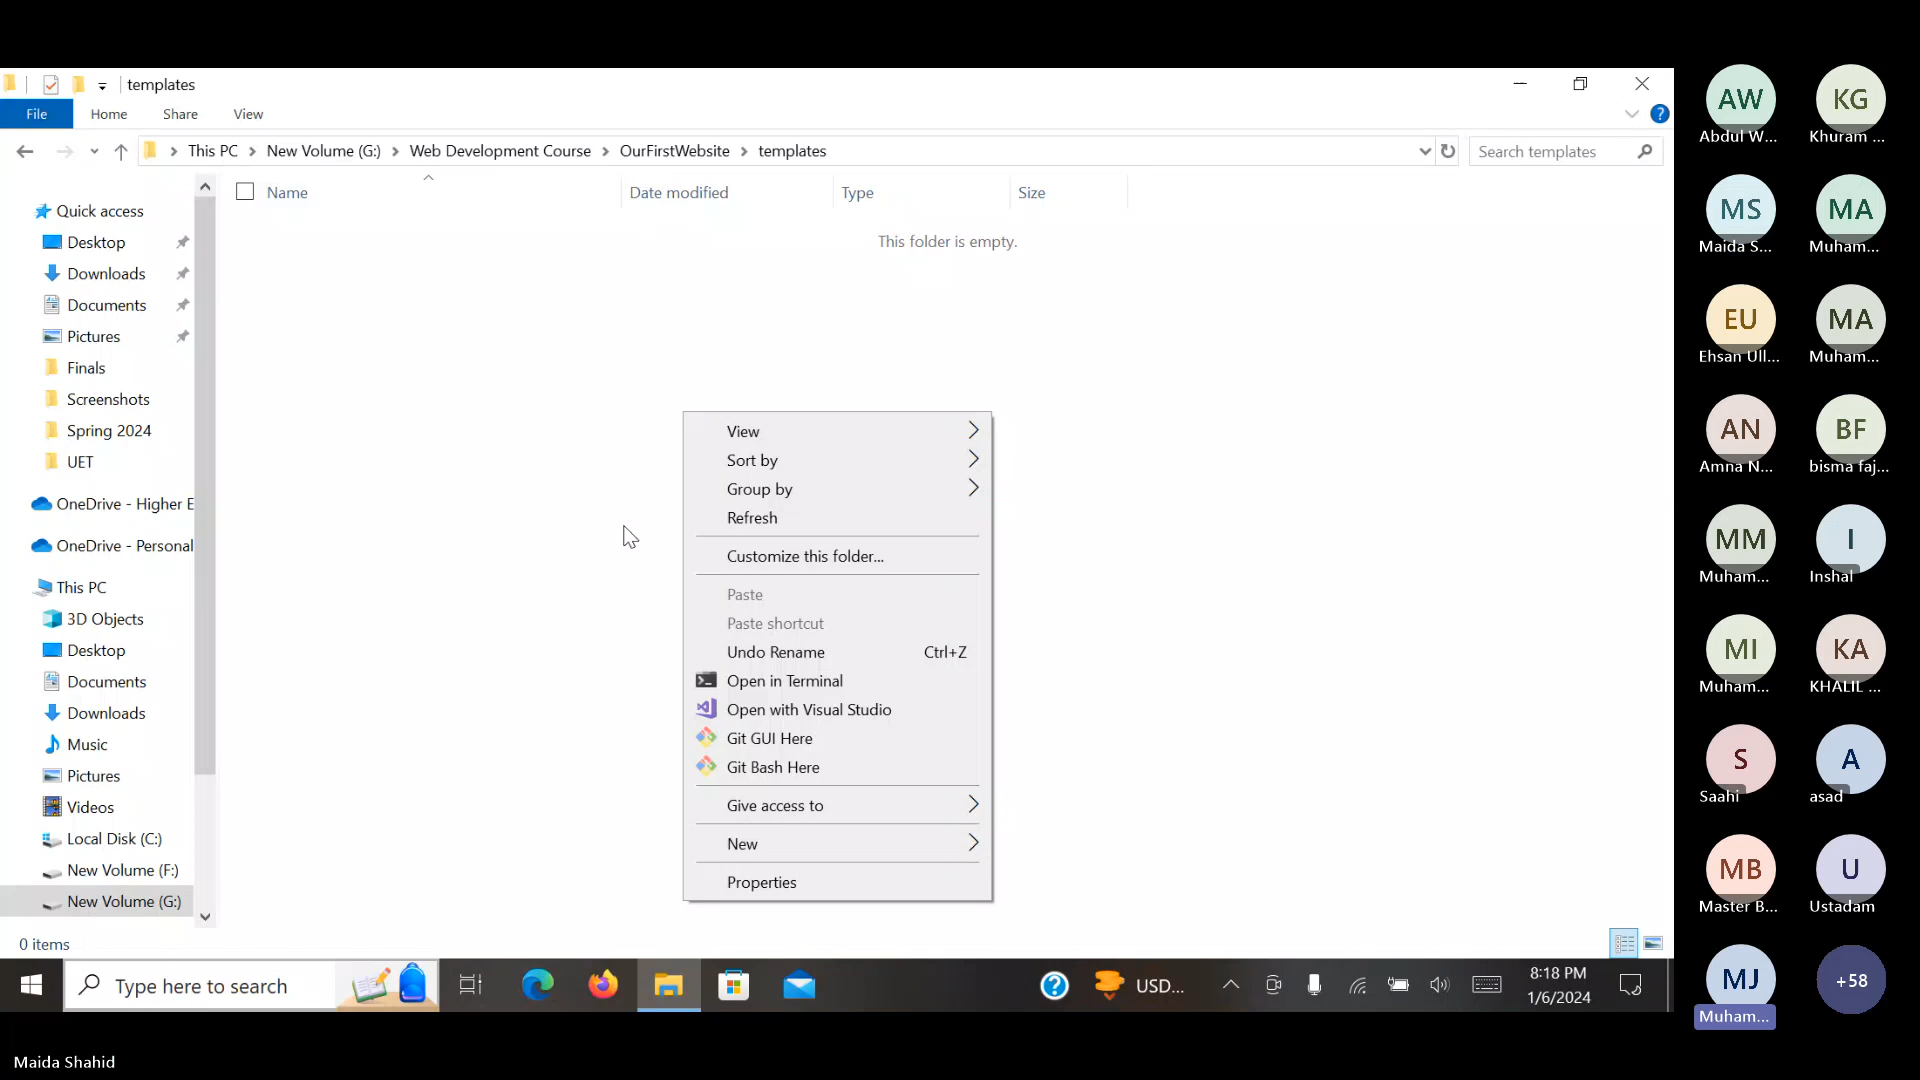 templates
File
Home
Share
View
This PC
New Volume (G:)
Web Development Course
OurFirstWebsite
templates
Search templates
Name
Date modified
Type
Size
This folder is empty.
Quick access
Desktop
Downloads
Documents
Pictures
Finals
Screenshots
Spring 2024
UET
OneDrive - Higher E
OneDrive - Personal
This PC
3D Objects
Desktop
Documents
Downloads
Music
Pictures
Videos
Local Disk (C:)
New Volume (F:)
New Volume (G:)
0 items
View
Sort by
Group by
Refresh
Customize this folder...
Paste
Paste shortcut
Undo Rename Ctrl+Z
Open in Terminal
Open with Visual Studio
Git GUI Here
Git Bash Here
Give access to
New
Properties
Type here to search
USD...
8:18 PM
1/6/2024
AW
Abdul W...
KG
Khuram ...
MS
Maida S...
MA
Muham...
EU
Ehsan Ull...
MA
Muham...
AN
Amna N...
BF
bisma faj...
MM
Muham...
I
Inshal
MI
Muham...
KA
KHALIL ...
S
Saahi
A
asad
MB
Master B...
U
Ustadam
MJ
Muham...
+58
Maida Shahid